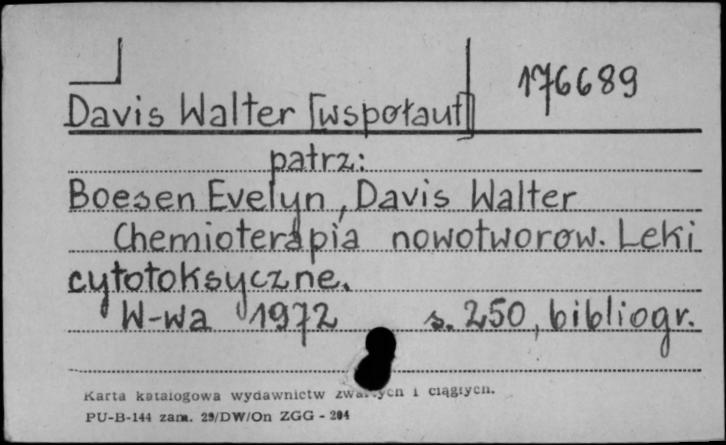 176689
Davis Walter [wspołaut]
patrz:
Boesen Evelyn, Davis Walter
Chemioterapia nowotworów. Leki
cytotoksyczne.
W-wa 1972 s. 250, bibliogr.
Karta katalogowa wydawnictw zwartych i ciągłych.
PU-B-144 zam. 29/DW/On ZGG - 204